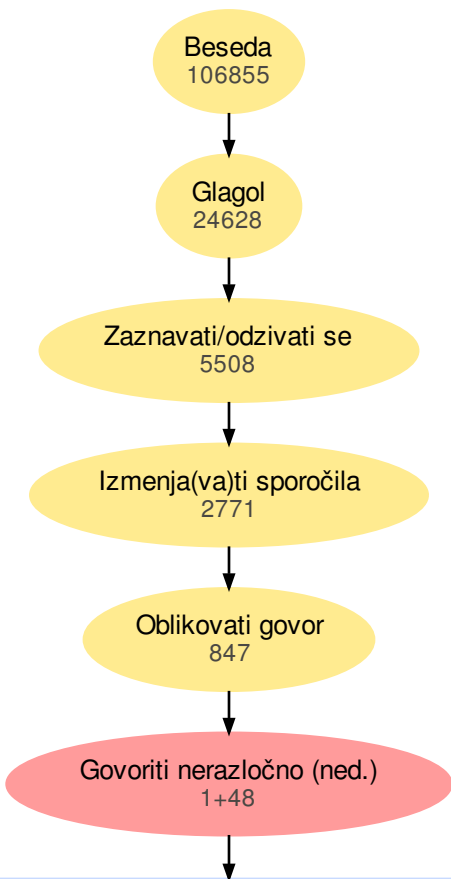 Beseda
106855
Glagol
24628
Zaznavati/odzivati se
5508
Izmenja(va)ti sporočila
2771
Oblikovati govor
847
Govoriti nerazločno (ned.)
1+48